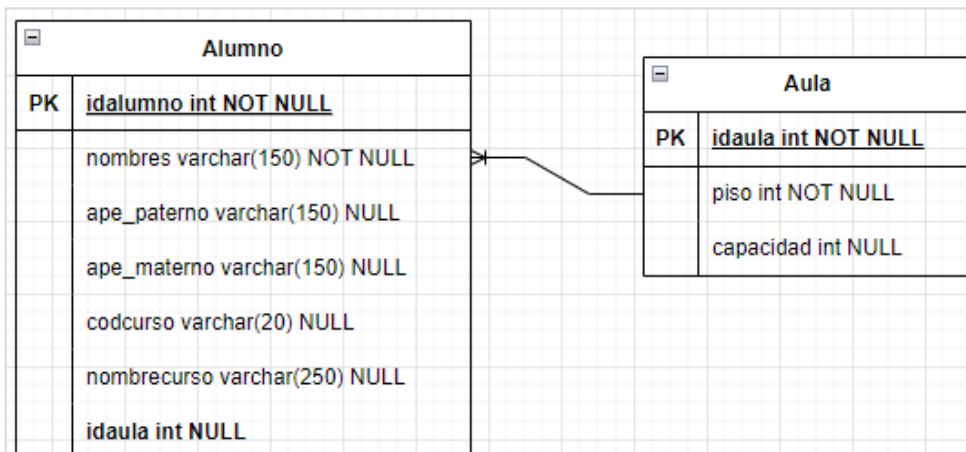 Alumno
PK idalumno int NOT NULL
nombres varchar(150) NOT NULL
ape_paterno varchar(150) NULL
ape_materno varchar(150) NULL
codcurso varchar(20) NULL
nombrecurso varchar(250) NULL
idaula int NULL
Aula
PK idaula int NOT NULL
piso int NOT NULL
capacidad int NULL